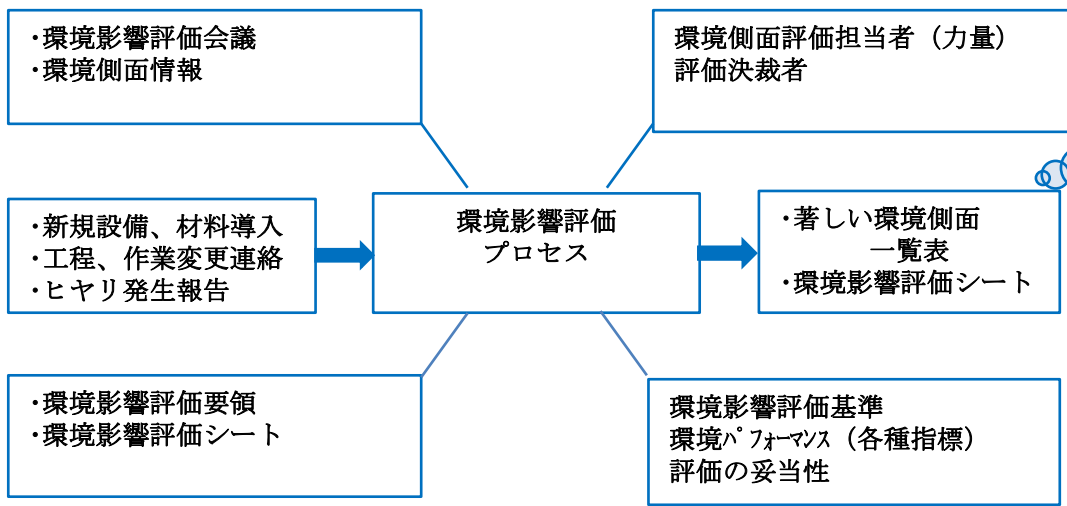 ・環境影響評価会議
・環境側面情報
環境側面評価担当者（力量）
評価決裁者
・新規設備、材料導入
・工程、作業変更連絡
・ヒヤリ発生報告
環境影響評価
プロセス
・著しい環境側面
一覧表
・環境影響評価シート
・環境影響評価要領
・環境影響評価シート
環境影響評価基準
環境ﾊﾟﾌｫｰﾏﾝｽ（各種指標）
評価の妥当性